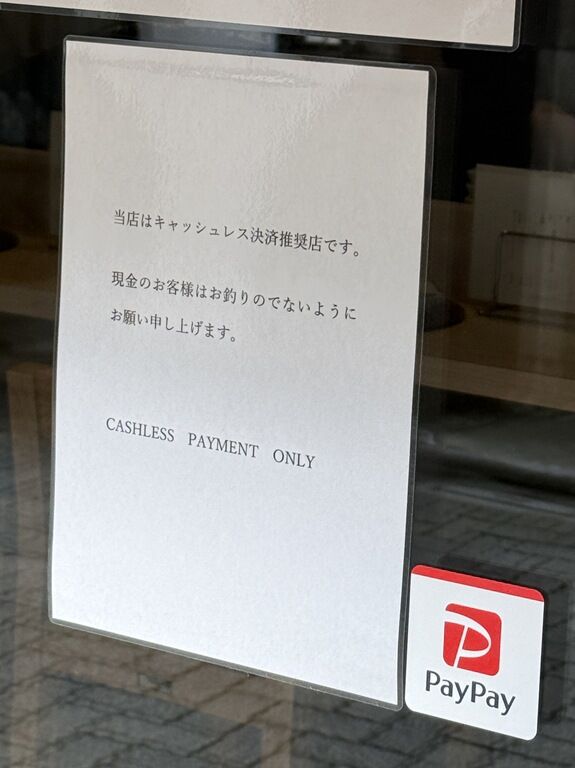 当店はキャッシュレス決済推奨店です。
現金のお客様はお釣りのでないように
お願い申し上げます。
CASHLESS PAYMENT ONLY
PayPay